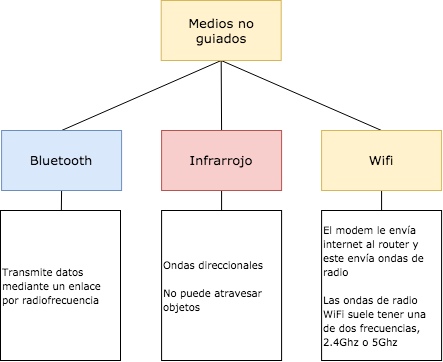 Medios no
guiados
Bluetooth
Infrarrojo
Wifi
Transmite datos
mediante un enlace
por radiofrecuencia
Ondas direccionales
No puede atravesar
objetos
El modem le envía
internet al router y
este envía ondas de
radio
Las ondas de radio
WiFi suele tener una
de dos frecuencias,
2.4Ghz o 5Ghz